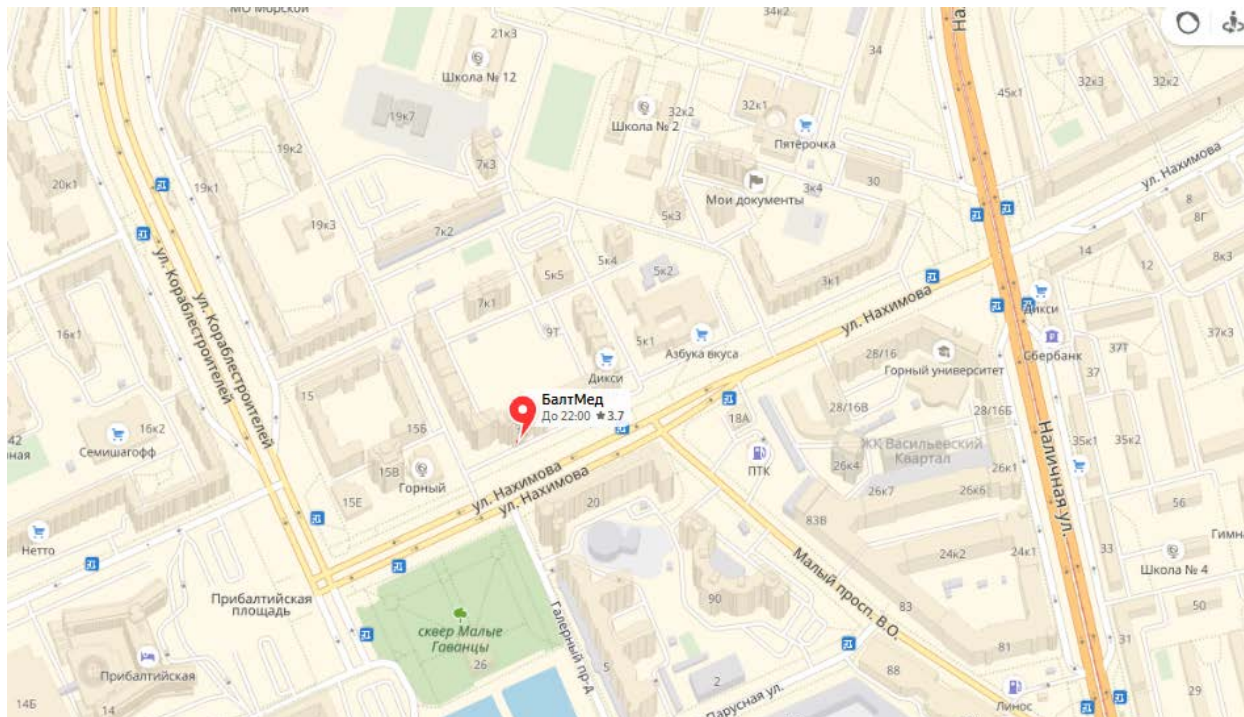 МО Морской
21к3
34к2
На
Школа № 12
34
32к3
32к2
45к1
1
19к7
Школа № 2
32к2
32к1
Пятёрочка
ул. Нахимова
19к2
7к3
20к1
19к1
Мои документы
3к4
30
8
8Г
5к3
19к3
7к2
14
12
8к3
ул. Кораблестроителей
ул. Кораблестроителей
5к4
5к5
5к2
3к1
7к1
ул. Нахимова
Дикси
16к1
9Т
5к1
Азбука вкуса
28/16
Горный университет
Сбербанк
37Т
37к3
Дикси
37
15
БалтМед
До 22:00 ★3.7
18А
28/16В
28/16Б
42
ная
16к2
Семишагофф
15Б
ЖК Васильевский
Квартал
35к1
35к2
15В
Горный
ПТК
26к4
26к1
Наличная ул.
15Е
ул. Нахимова
ул. Нахимова
20
26к7
26к6
56
83В
Нетто
24к2
24к1
33
Гимна
Школа № 4
Прибалтийская
площадь
Малый просп. В.О.
90
83
50
сквер Малые
Гаванцы
26
Галерный пр-д
31
81
Прибалтийская
5
2
88
29
14Б
14
Парусная ул.
Линос